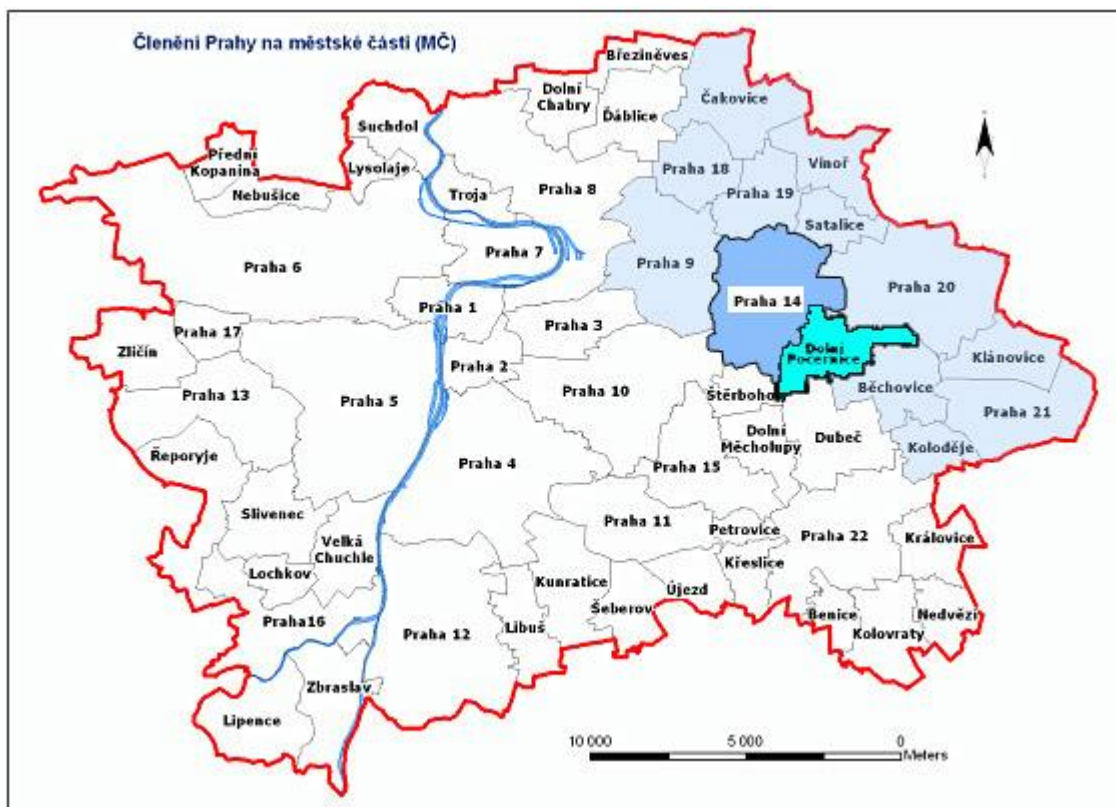 Členění Prahy na městské části (MČ)
Březiněves
Dolní
Chabry
Ďáblice
Čakovice
Suchdol
Přední
Kopanina
Lysolaje
Nebušice
Troja
Praha 8
Praha 18
Vinoř
Praha 19
Satalice
Praha 6
Praha 7
Praha 9
Praha 20
Praha 14
Praha 1
Praha 3
Praha 17
Zličín
Praha 2
Dolní
Počernice
Klánovice
Praha 13
Praha 5
Praha 10
Štěrboho
Běchovice
Praha 21
Dolní
Měcholupy
Dubeč
Koloděje
Řeporyje
Praha 4
Praha 15
Slivenec
Velká
Chuchle
Praha 11
Petrovice
Praha 22
Královice
Lochkov
Kunratice
Křeslice
Újezd
Praha16
Praha 12
Libuš
Šeberov
Benice
Nedvězí
Kolovraty
Zbraslav
Lipence
10 000 5 000 0
Meters